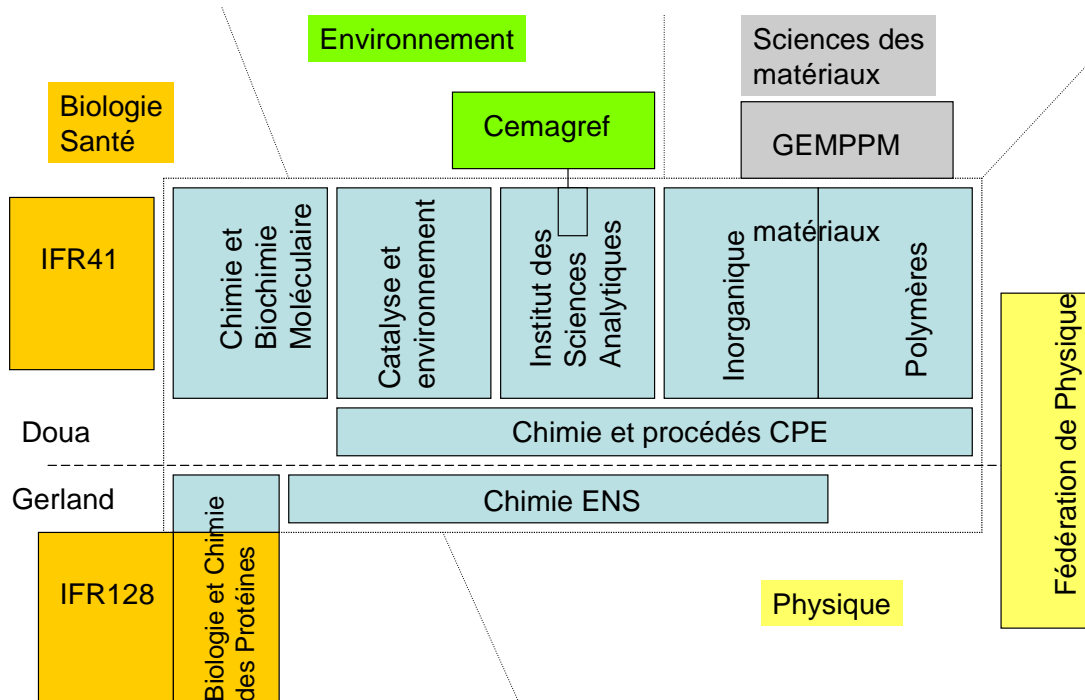 Environnement
Sciences des
matériaux
Biologie
Santé
Cemagref
GEMPPM
IFR41
Chimie et
Biochimie
Moléculaire
Catalyse et
environnement
Institut des
Sciences
Analytiques
matériaux
Inorganique
Polymères
Fédération de Physique
Doua
Chimie et procédés CPE
Gerland
Chimie ENS
IFR128
Biologie et Chimie
des Protéines
Physique